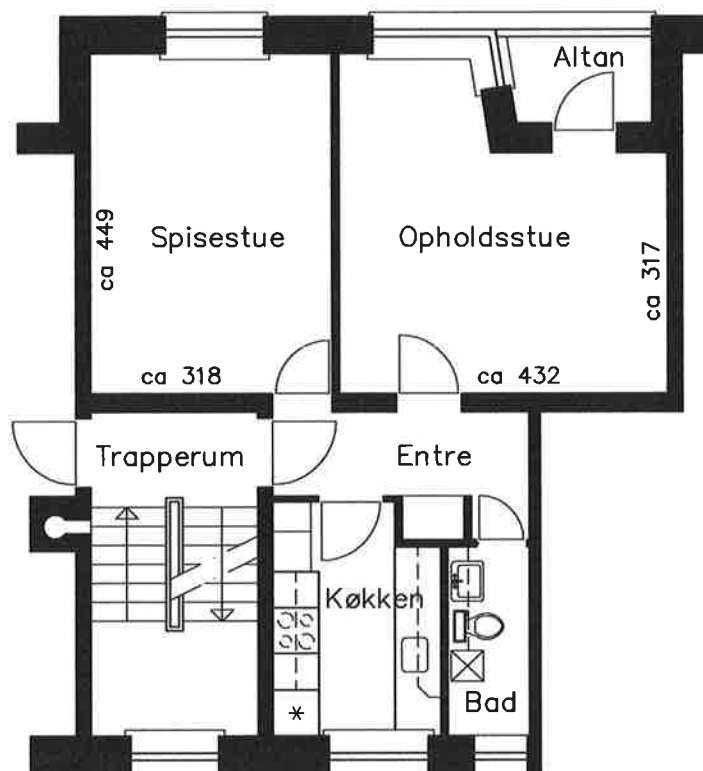 Altan
Spisestue
Opholdsstue
ca 449
ca 317
ca 318
ca 432
Trapperum
Entre
Køkken
*
Bad